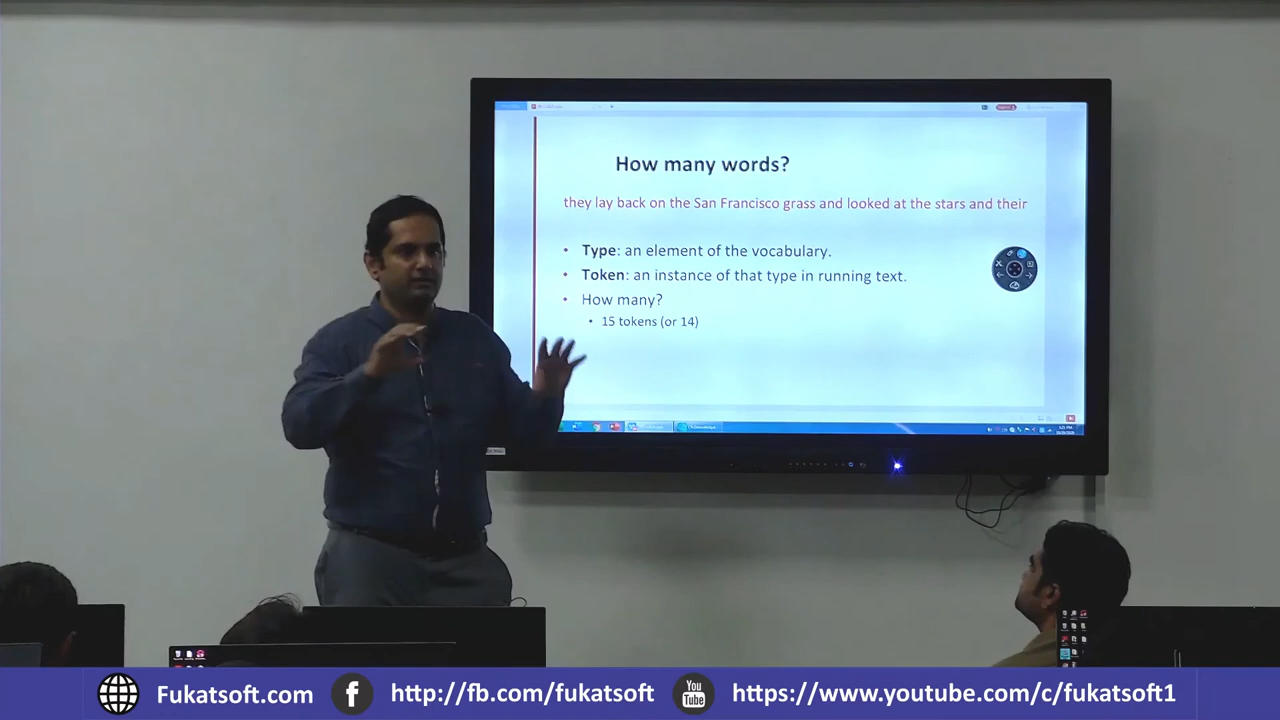 How many words?
they lay back on the San Francisco grass and looked at the stars and their
• Type: an element of the vocabulary.
• Token: an instance of that type in running text.
• How many?
• 15 tokens (or 14)
Fukatsoft.com
http://fb.com/fukatsoft
You Tube
https://www.youtube.com/c/fukatsoft1